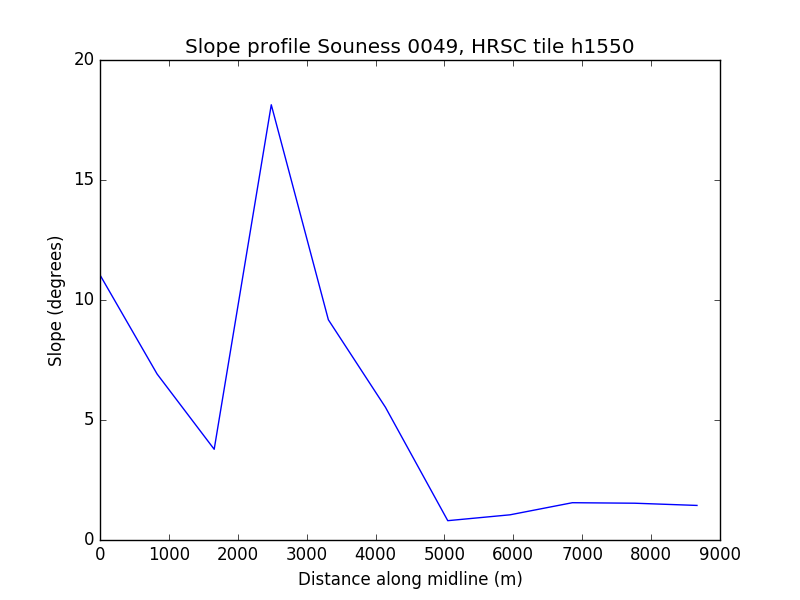 Slope profile Souness 0049, HRSC tile h1550
20
15
10
5
0
Slope (degrees)
0 1000 2000 3000 4000 5000 6000 7000 8000 9000
Distance along midline (m)